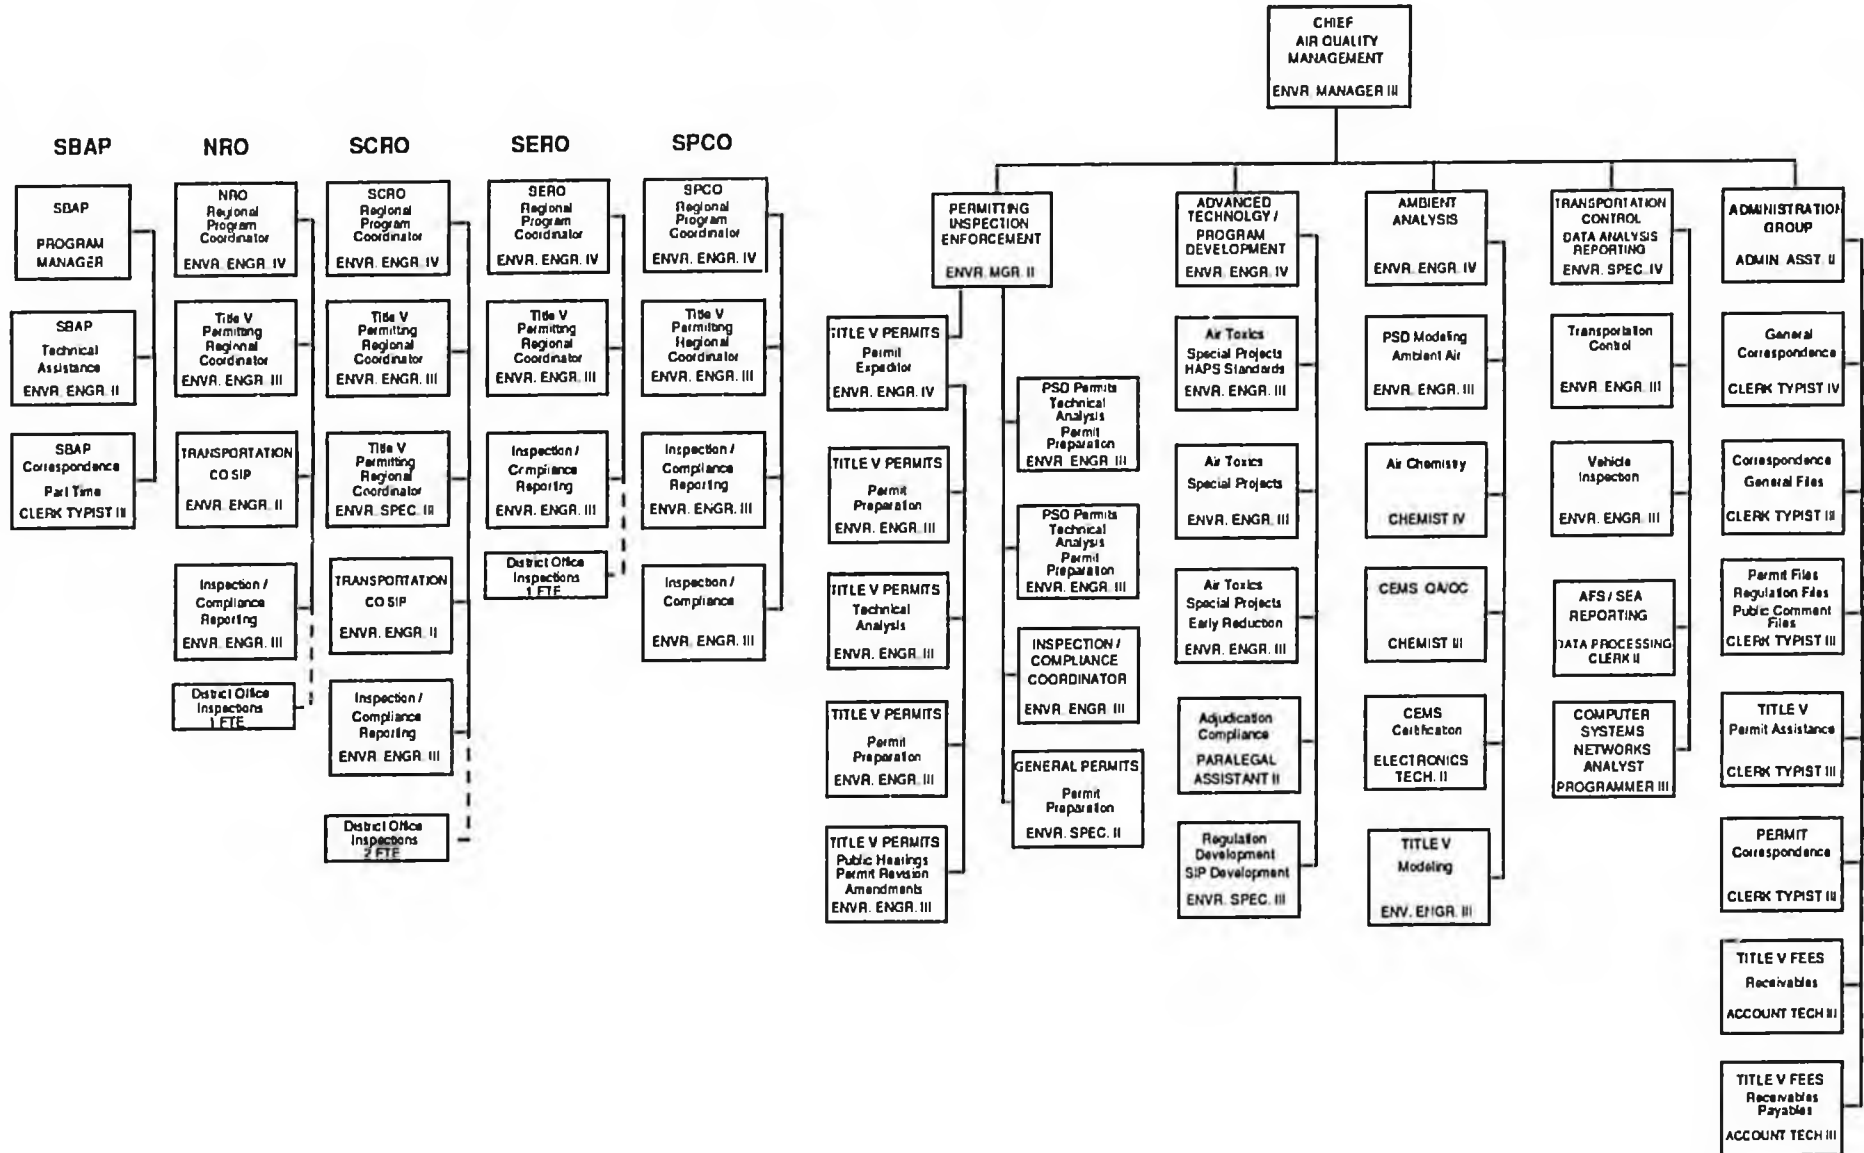 CHIEF
AIR QUALITY
MANAGEMENT
ENVR. MANAGER III
SBAP
NRO
SCRO
SERO
SPCO
SBAP
PROGRAM
MANAGER
SBAP
Technical
Assistance
ENVR. ENGR. II
SBAP
Correspondence
Part Time
CLERK TYPIST III
NRO
Regional
Program
Coordinator
ENVR. ENGR. IV
Title V
Permitting
Regional
Coordinator
ENVR. ENGR. III
TRANSPORTATION
CO SIP
ENVR. ENGR. II
Inspection /
Compliance
Reporting
ENVR. ENGR. III
District Office
Inspections
1 FTE
SCRO
Regional
Program
Coordinator
ENVR. ENGR. IV
Title V
Permitting
Regional
Coordinator
ENVR. ENGR. III
Title V
Permitting
Regional
Coordinator
ENVR. SPEC. III
TRANSPORTATION
CO SIP
ENVR. ENGR. II
Inspection /
Compliance
Reporting
ENVR. ENGR. III
District Office
Inspections
2 FTE
SERO
Regional
Program
Coordinator
ENVR. ENGR. IV
Title V
Permitting
Regional
Coordinator
ENVR. ENGR. III
Inspection /
Compliance
Reporting
ENVR. ENGR. III
District Office
Inspections
1 FTE
SPCO
Regional
Program
Coordinator
ENVR. ENGR. IV
Title V
Permitting
Regional
Coordinator
ENVR. ENGR. III
Inspection /
Compliance
Reporting
ENVR. ENGR. III
Inspection /
Compliance
ENVR. ENGR. III
PERMITTING
INSPECTION
ENFORCEMENT
ENVR. MGR. II
TITLE V PERMITS
Permit
Expeditor
ENVR. ENGR. IV
TITLE V PERMITS
Permit
Preparation
ENVR. ENGR. III
TITLE V PERMITS
Technical
Analysis
ENVR. ENGR. III
TITLE V PERMITS
Permit
Preparation
ENVR. ENGR. III
TITLE V PERMITS
Public Hearings
Permit Revision
Amendments
ENVR. ENGR. III
PSD Permits
Technical
Analysis
Permit
Preparation
ENVR. ENGR. III
PSD Permits
Technical
Analysis
Permit
Preparation
ENVR. ENGR. III
INSPECTION /
COMPLIANCE
COORDINATOR
ENVR. ENGR. III
GENERAL PERMITS
Permit
Preparation
ENVR. SPEC. II
ADVANCED
TECHNOLGY /
PROGRAM
DEVELOPMENT
ENVR. ENGR. IV
Air Toxics
Special Projects
HAPS Standards
ENVR. ENGR. III
Air Toxics
Special Projects
ENVR. ENGR. III
Air Toxics
Special Projects
Early Reduction
ENVR. ENGR. III
Adjudication
Compliance
PARALEGAL
ASSISTANT II
Regulation
Development
SIP Development
ENVR. SPEC. III
AMBIENT
ANALYSIS
ENVR. ENGR. IV
PSD Modeling
Ambient Air
ENVR. ENGR. III
Air Chemistry
CHEMIST IV
CEMS QA/QC
CHEMIST III
CEMS
Certification
ELECTRONICS
TECH. II
TITLE V
Modeling
ENV. ENGR. III
TRANSPORTATION
CONTROL
DATA ANALYSIS
REPORTING
ENVR. SPEC. IV
Transportation
Control
ENVR. ENGR. III
Vehicle
Inspection
ENVR. ENGR. III
AFS / SEA
REPORTING
DATA PROCESSING
CLERK II
COMPUTER
SYSTEMS
NETWORKS
ANALYST
PROGRAMMER III
ADMINISTRATION
GROUP
ADMIN. ASST. II
General
Correspondence
CLERK TYPIST IV
Correspondence
General Files
CLERK TYPIST III
Permit Files
Regulation Files
Public Comment
Files
CLERK TYPIST III
TITLE V
Permit Assistance
CLERK TYPIST III
PERMIT
Correspondence
CLERK TYPIST III
TITLE V FEES
Receivables
ACCOUNT TECH III
TITLE V FEES
Receivables
Payables
ACCOUNT TECH III